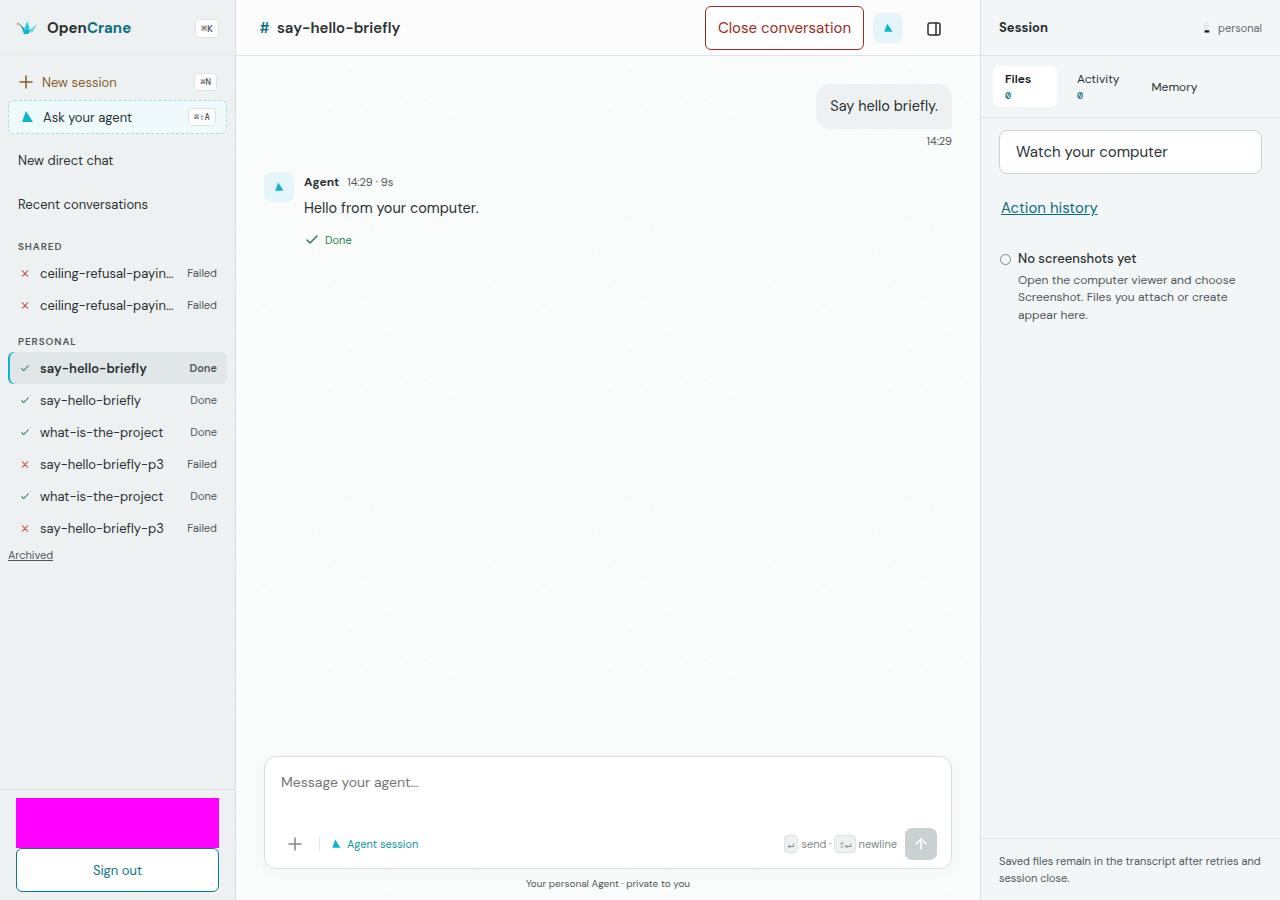 OpenCrane
⌘K
New session
⌘N
Ask your agent
⌘⇧A
New direct chat
Recent conversations
SHARED
ceiling-refusal-payin… Failed
ceiling-refusal-payin… Failed
PERSONAL
say-hello-briefly Done
say-hello-briefly Done
what-is-the-project Done
say-hello-briefly-p3 Failed
what-is-the-project Done
say-hello-briefly-p3 Failed
Archived
Sign out
# say-hello-briefly
Close conversation
Say hello briefly.
14:29
Agent 14:29 · 9s
Hello from your computer.
Done
Message your agent…
Agent session
↵ send · ⇧↵ newline
Your personal Agent · private to you
Session
personal
Files
0
Activity
0
Memory
Watch your computer
Action history
No screenshots yet
Open the computer viewer and choose
Screenshot. Files you attach or create
appear here.
Saved files remain in the transcript after retries and
session close.